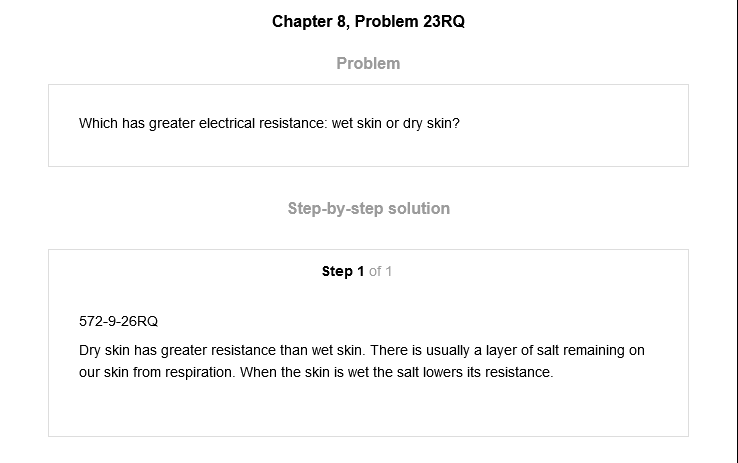 Chapter 8, Problem 23RQ
Problem
Which has greater electrical resistance: wet skin or dry skin?
Step-by-step solution
Step 1 of 1
572-9-26RQ
Dry skin has greater resistance than wet skin. There is usually a layer of salt remaining on
our skin from respiration. When the skin is wet the salt lowers its resistance.